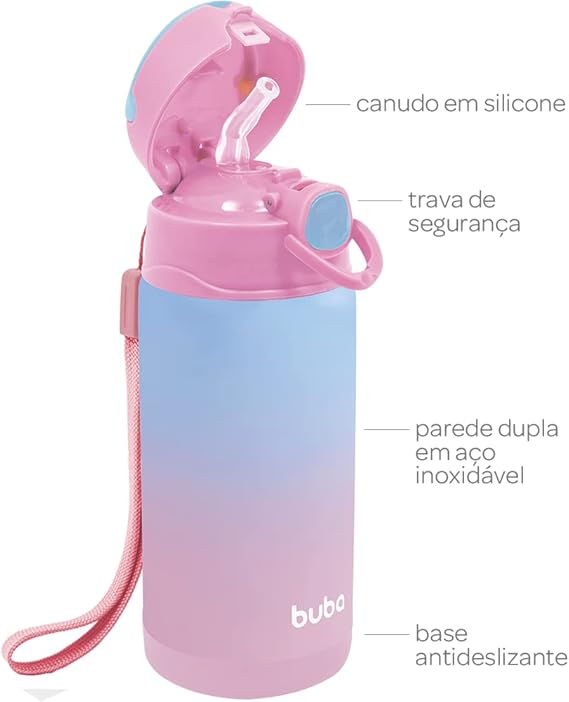 canudo em silicone
trava de
segurança
parede dupla
em aço
inoxidável
buba
base
antideslizante